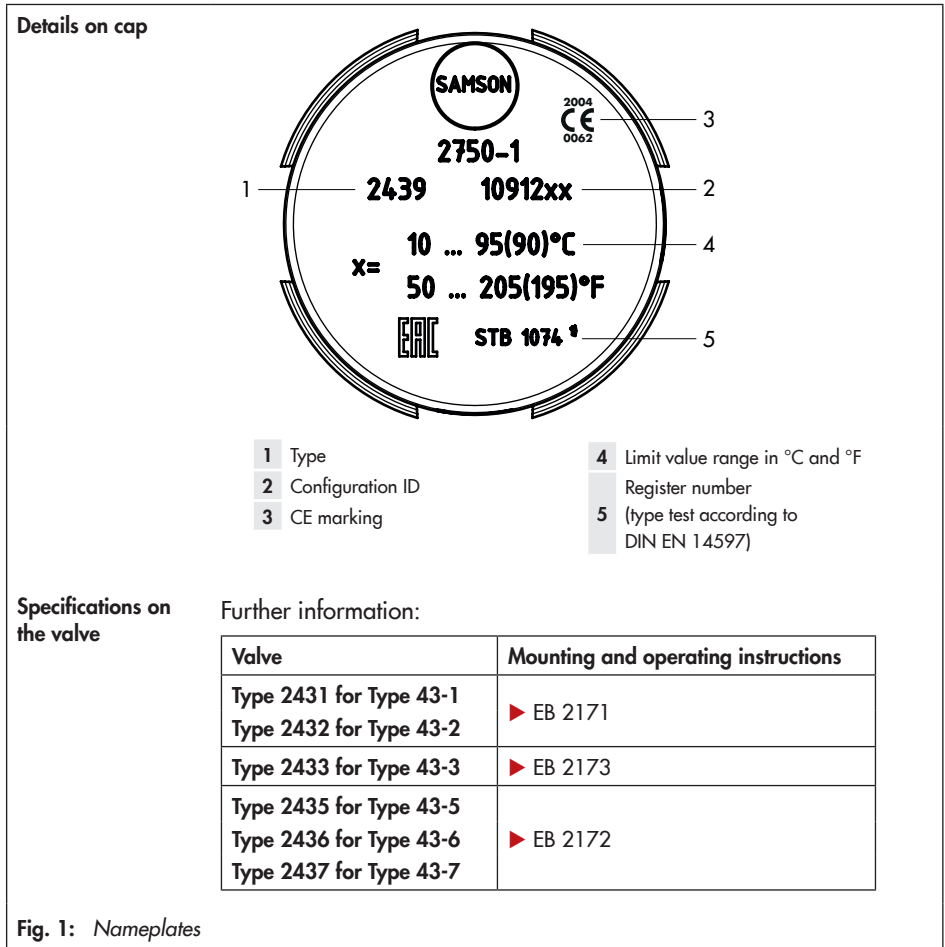 Details on cap
SAMSON
2004
CE
0062
3
2750-1
1
2439 10912xx
2
x=
10 ... 95(90)°C
4
50 ... 205(195)°F
EAC STB 1074
5
1 Type
2 Configuration ID
3 CE marking
4 Limit value range in °C and °F
5 Register number
(type test according to
DIN EN 14597)
Specifications on
the valve
Further information:
Valve Mounting and operating instructions
Type 2431 for Type 43-1
Type 2432 for Type 43-2
▶ EB 2171
Type 2433 for Type 43-3 ▶ EB 2173
Type 2435 for Type 43-5
Type 2436 for Type 43-6
Type 2437 for Type 43-7
▶ EB 2172
Fig. 1: Nameplates